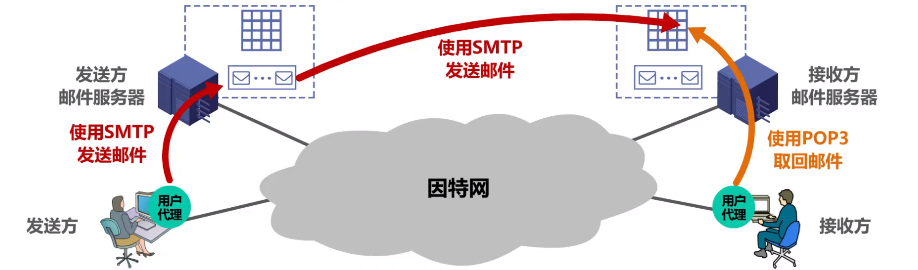 使用SMTP
发送邮件
发送方
邮件服务器
接收方
邮件服务器
使用SMTP
发送邮件
使用POP3
取回邮件
因特网
用户
代理
用户
代理
发送方
接收方